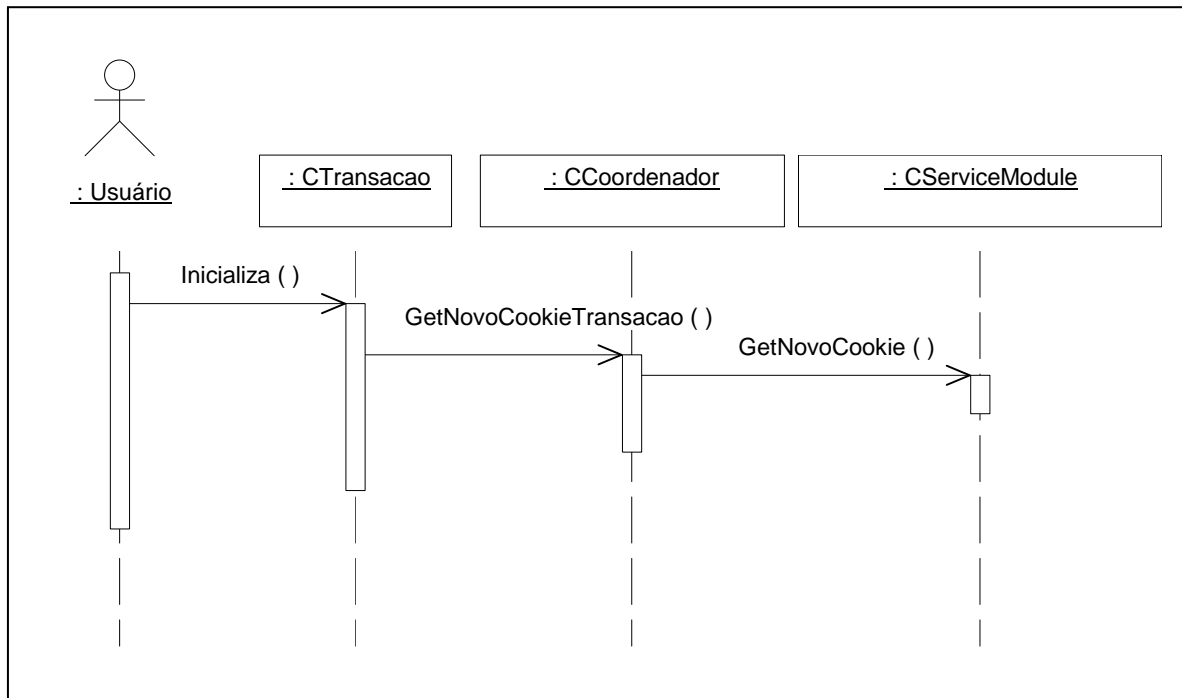 : Usuário
: CTransacao
: CCoordenador
: CServiceModule
Inicializa ( )
GetNovoCookieTransacao ( )
GetNovoCookie ( )